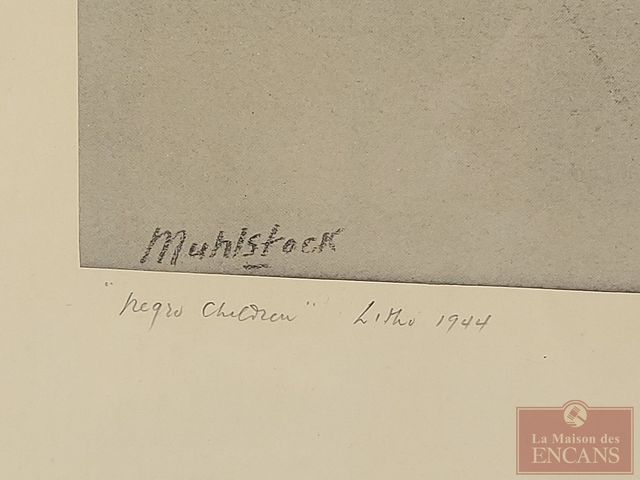 Muhlstock
"Negro Children" Litho 1944
La Maison des
ENCANS